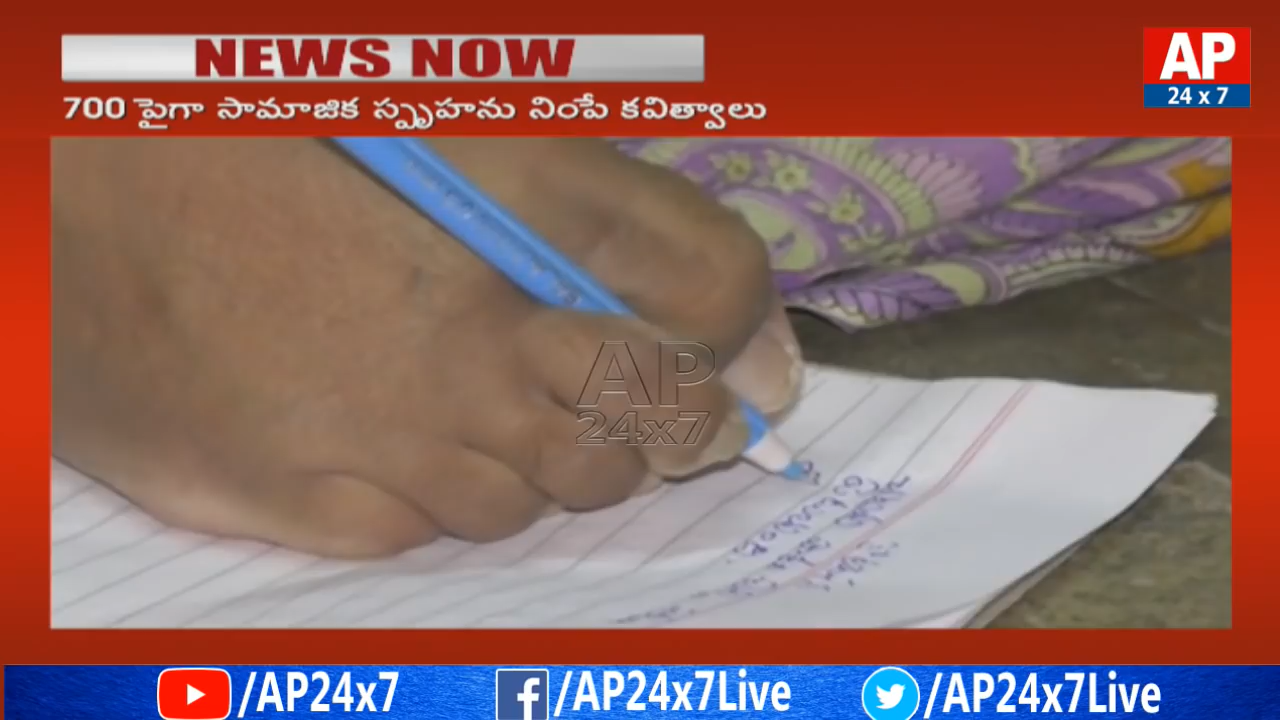 NEWS NOW
700 పైగా సామాజిక స్పృహను నింపే కవిత్వాలు
AP
24 x 7
AP
24x7
/AP24x7
/AP24x7Live
/AP24x7Live